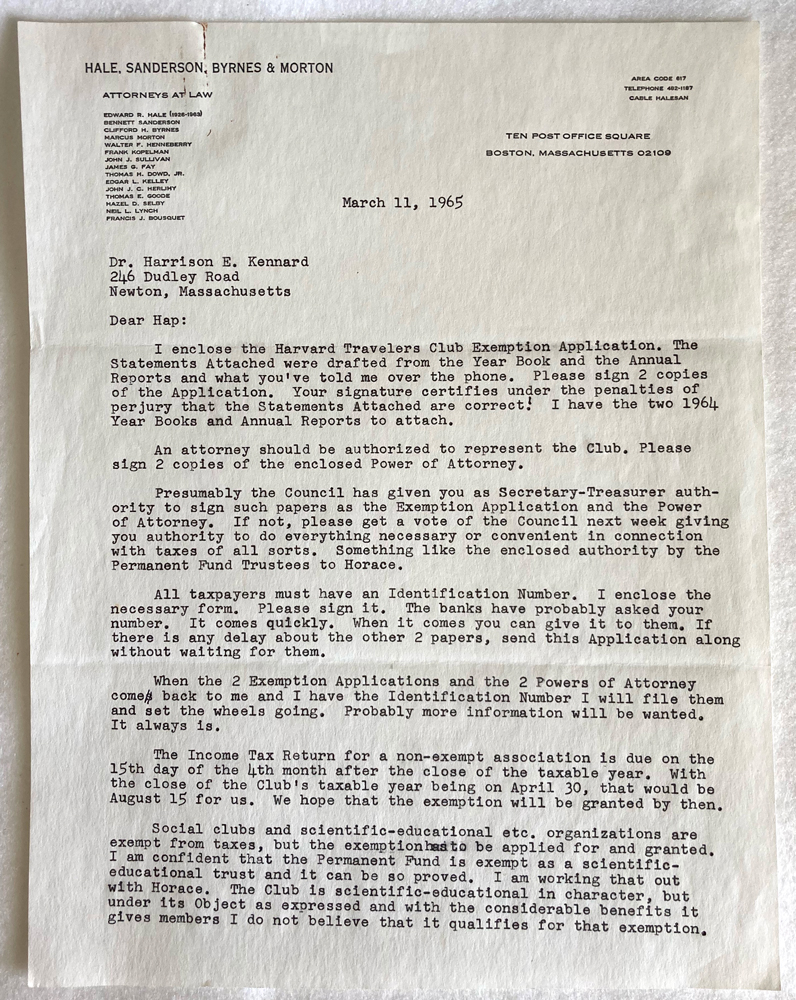 HALE, SANDERSON, BYRNES & MORTON
ATTORNEYS AT LAW
EDWARD R. HALE (1926-1963)
BENNETT SANDERSON
CLIFFORD H. BYRNES
MARCUS MORTON
WALTER F. HENNEBERRY
FRANK KOPELMAN
JOHN J. SULLIVAN
JAMES G. FAY
THOMAS H. DOWD, JR.
EDGAR L. KELLEY
JOHN J. C. HERLIHY
THOMAS E. GOODE
HAZEL D. SELBY
NEIL L. LYNCH
FRANCIS J. BOUSQUET
AREA CODE 617
TELEPHONE 482-1187
CABLE HALESAN
TEN POST OFFICE SQUARE
BOSTON, MASSACHUSETTS 02109
March 11, 1965
Dr. Harrison E. Kennard
246 Dudley Road
Newton, Massachusetts
Dear Hap:
I enclose the Harvard Travelers Club Exemption Application. The
Statements Attached were drafted from the Year Book and the Annual
Reports and what you've told me over the phone. Please sign 2 copies
of the Application. Your signature certifies under the penalties of
perjury that the Statements Attached are correct! I have the two 1964
Year Books and Annual Reports to attach.
An attorney should be authorized to represent the Club. Please
sign 2 copies of the enclosed Power of Attorney.
Presumably the Council has given you as Secretary-Treasurer auth-
ority to sign such papers as the Exemption Application and the Power
of Attorney. If not, please get a vote of the Council next week giving
you authority to do everything necessary or convenient in connection
with taxes of all sorts. Something like the enclosed authority by the
Permanent Fund Trustees to Horace.
All taxpayers must have an Identification Number. I enclose the
necessary form. Please sign it. The banks have probably asked your
number. It comes quickly. When it comes you can give it to them. If
there is any delay about the other 2 papers, send this Application along
without waiting for them.
When the 2 Exemption Applications and the 2 Powers of Attorney
come back to me and I have the Identification Number I will file them
and set the wheels going. Probably more information will be wanted.
It always is.
The Income Tax Return for a non-exempt association is due on the
15th day of the 4th month after the close of the taxable year. With
the close of the Club's taxable year being on April 30, that would be
August 15 for us. We hope that the exemption will be granted by then.
Social clubs and scientific-educational etc. organizations are
exempt from taxes, but the exemption has to be applied for and granted.
I am confident that the Permanent Fund is exempt as a scientific-
educational trust and it can be so proved. I am working that out
with Horace. The Club is scientific-educational in character, but
under its Object as expressed and with the considerable benefits it
gives members I do not believe that it qualifies for that exemption.